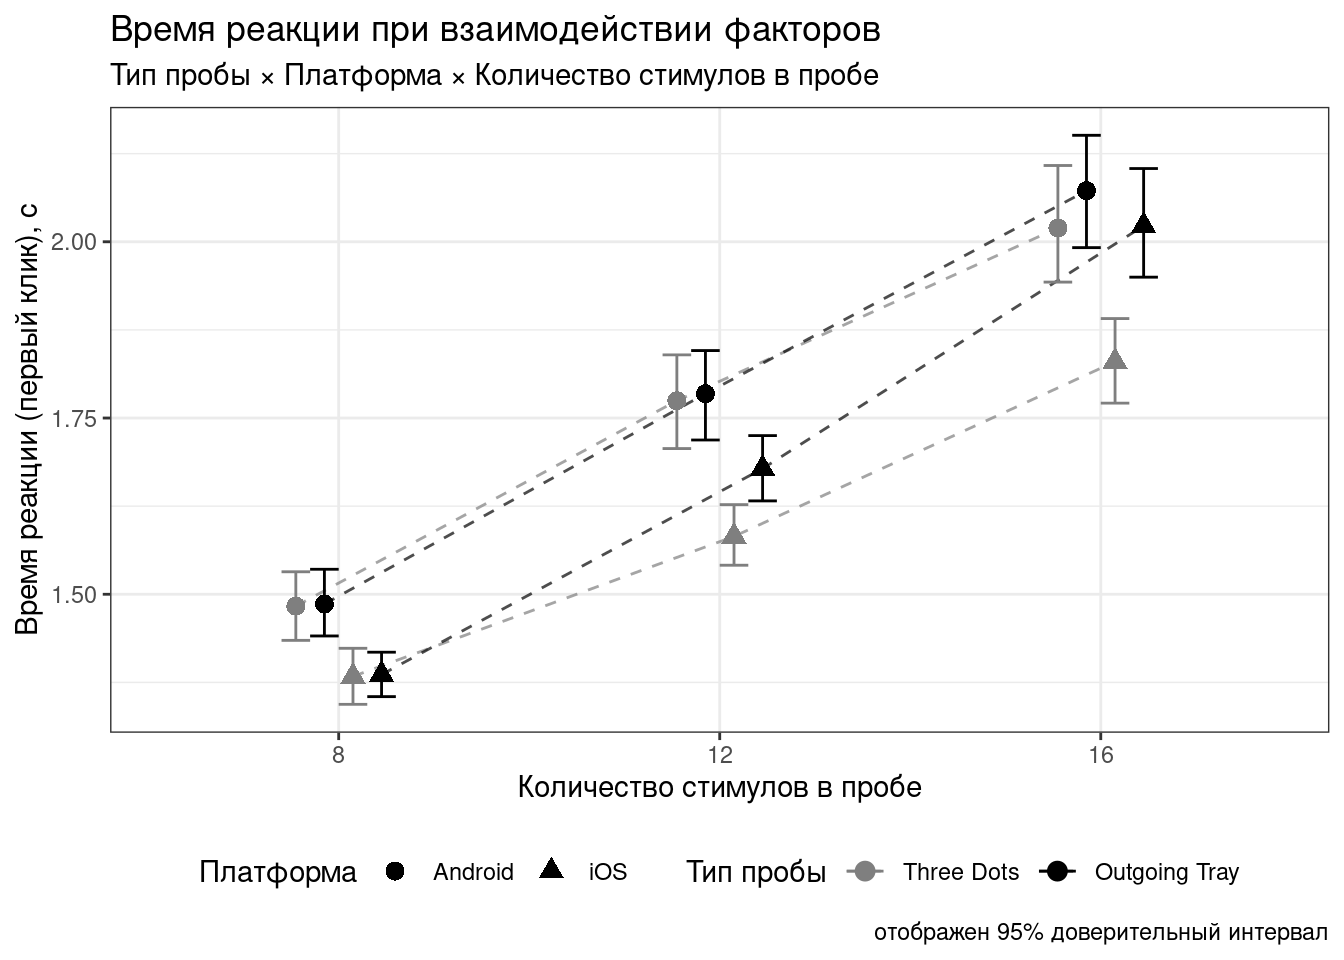 Время реакции при взаимодействии факторов
Тип пробы × Платформа × Количество стимулов в пробе
Время реакции (первый клик), с
2.00
1.75
1.50
8 12 16
Количество стимулов в пробе
Платформа Android iOS Тип пробы Three Dots Outgoing Tray
отображен 95% доверительный интервал